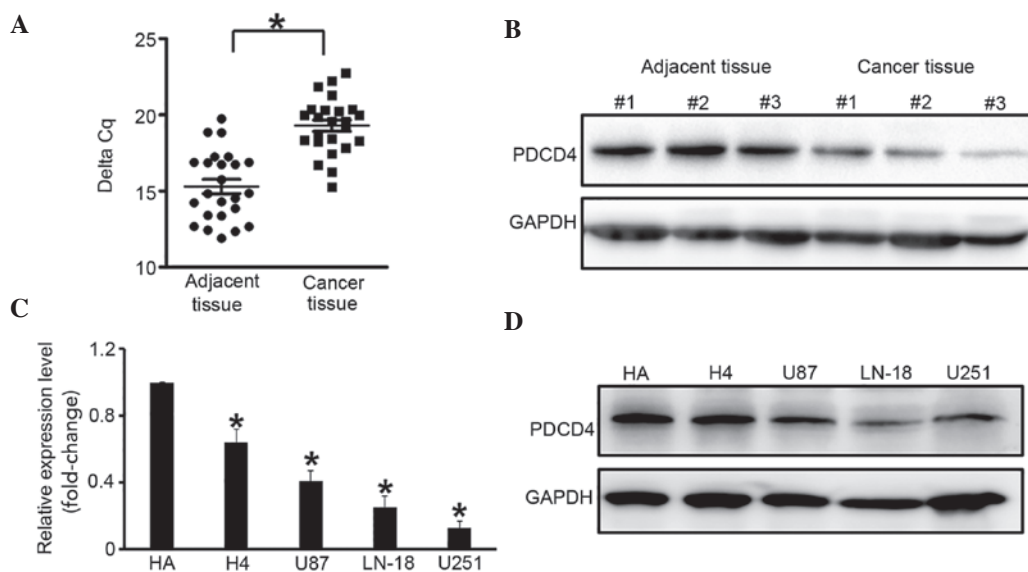 A
Delta Cq
25
20
15
10
*
Adjacent
tissue
Cancer
tissue
B
Adjacent tissue Cancer tissue
#1 #2 #3 #1 #2 #3
PDCD4
GAPDH
C
Relative expression level
(fold-change)
1.2
0.8
0.4
0
* * * *
HA H4 U87 LN-18 U251
D
HA H4 U87 LN-18 U251
PDCD4
GAPDH